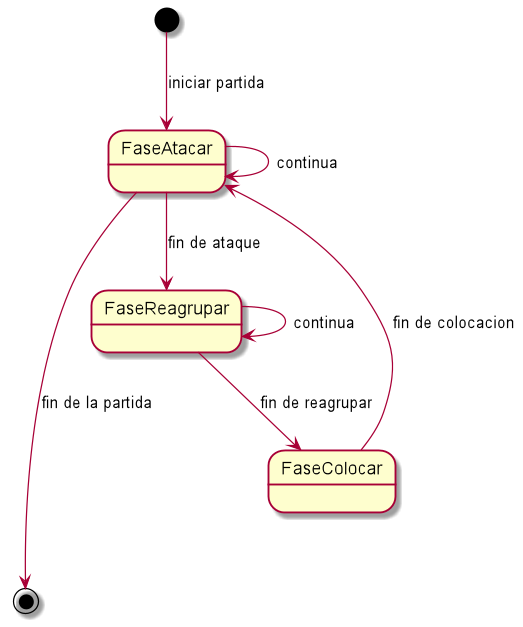 iniciar partida
FaseAtacar
continua
fin de ataque
FaseReagrupar
continua
fin de colocacion
fin de la partida
fin de reagrupar
FaseColocar